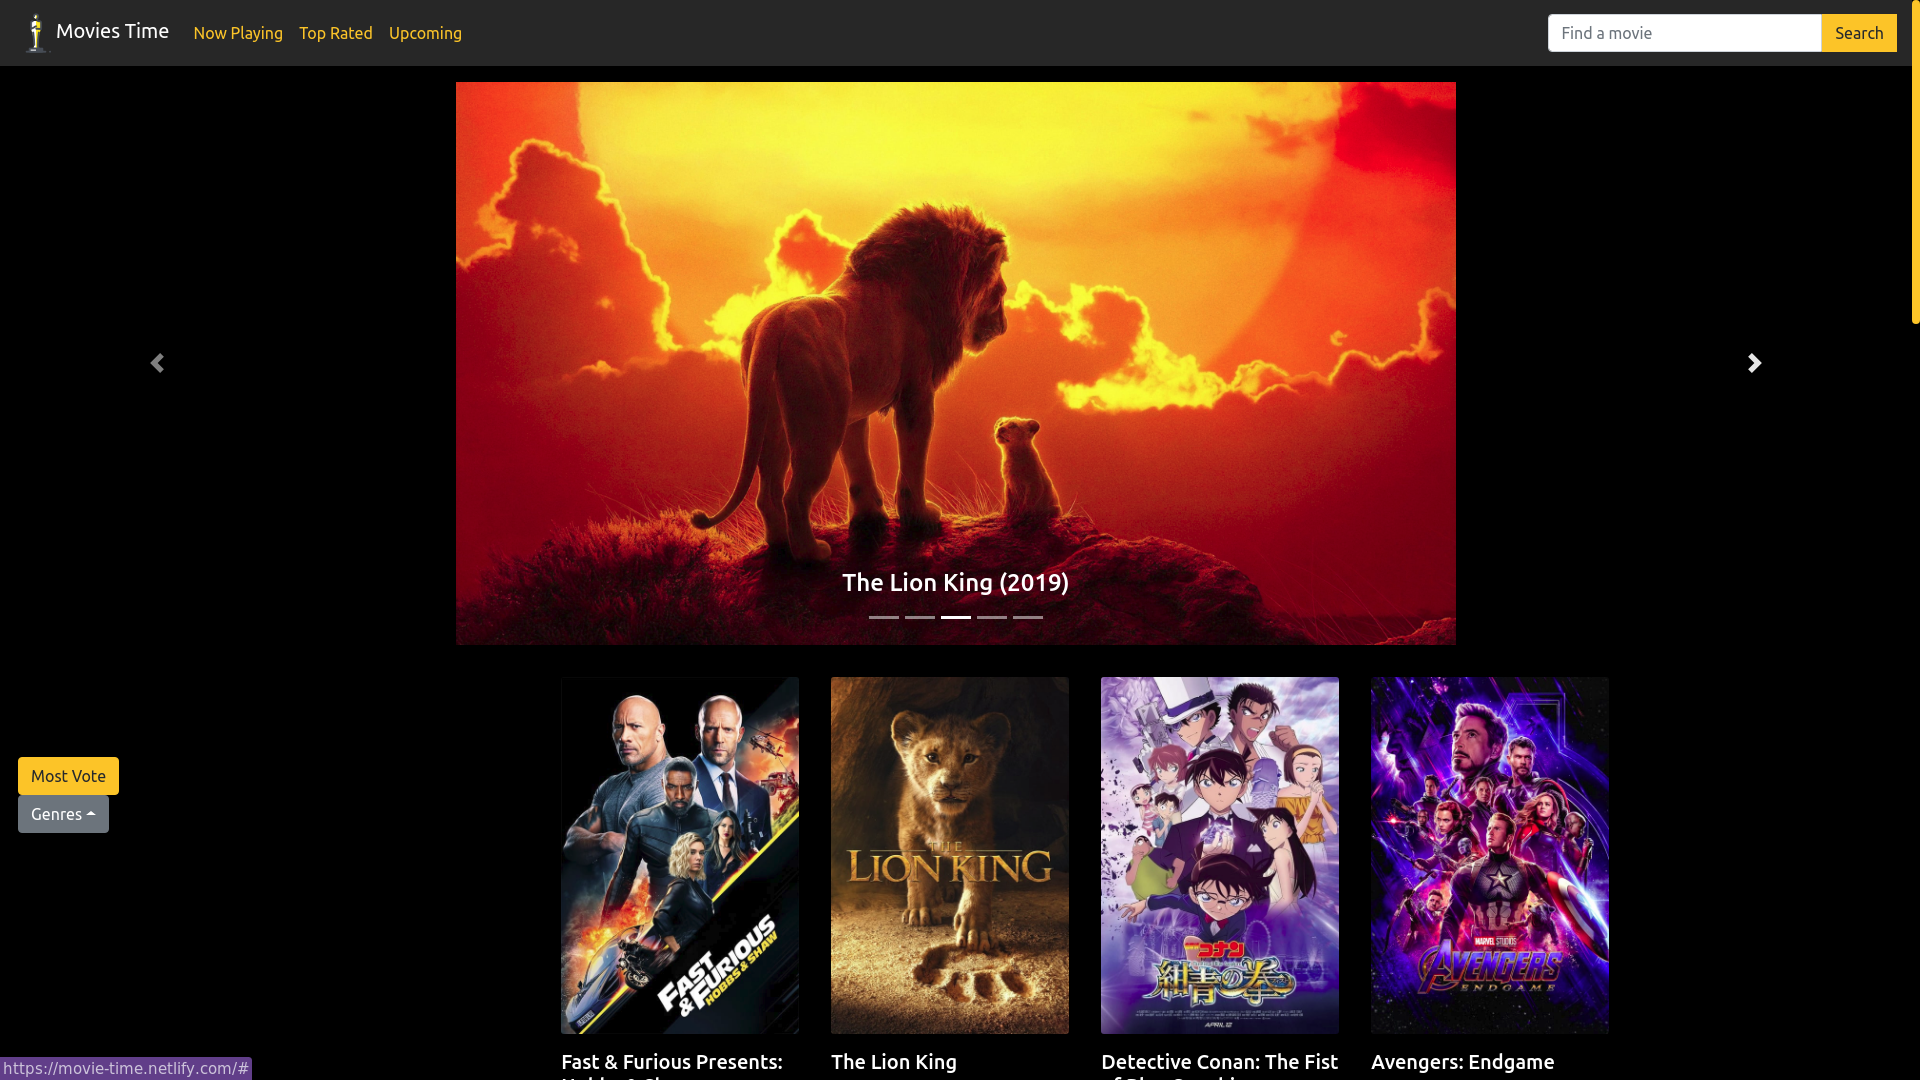 Movies Time
Now Playing
Top Rated
Upcoming
Find a movie
Search
The Lion King (2019)
Most Vote
Genres
FAST
&FURIOUS
HOBBS & SHAW
THE
LION KING
コナン
紺青の拳
APRIL 12
MARVEL STUDIOS
AVENGERS
ENDGAME
Fast & Furious Presents:
The Lion King
Detective Conan: The Fist
Avengers: Endgame
https://movie-time.netlify.com/#